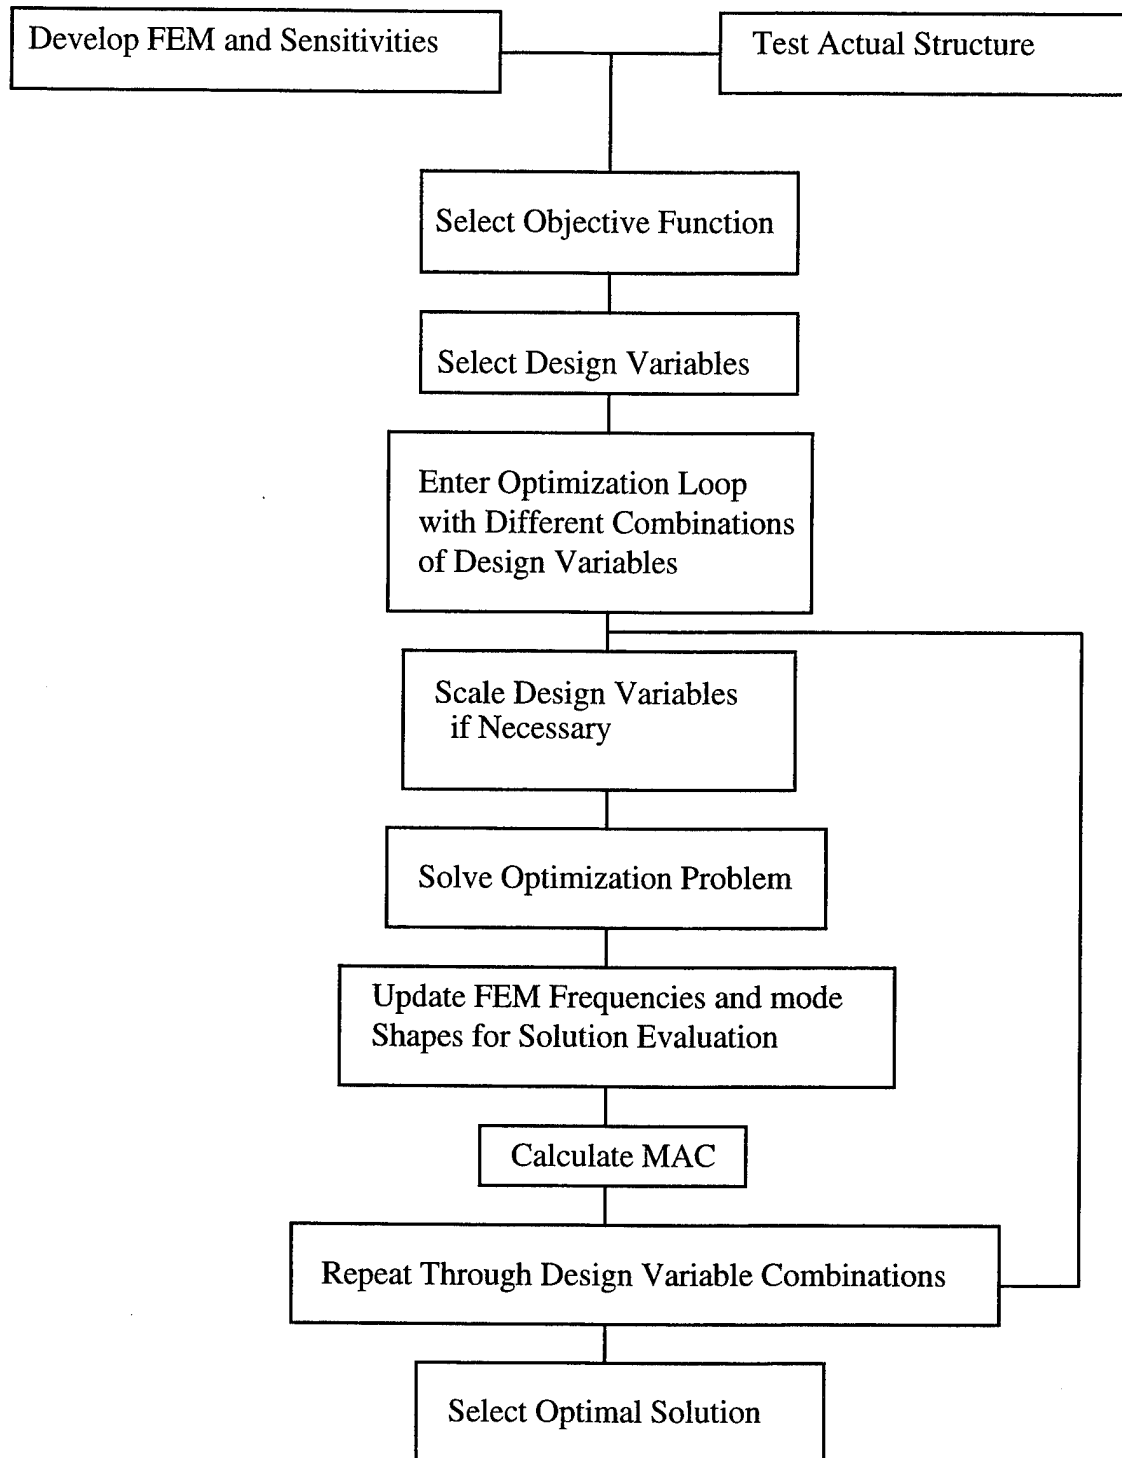 Develop FEM and Sensitivities
Test Actual Structure
Select Objective Function
Select Design Variables
Enter Optimization Loop
with Different Combinations
of Design Variables
Scale Design Variables
if Necessary
Solve Optimization Problem
Update FEM Frequencies and mode
Shapes for Solution Evaluation
Calculate MAC
Repeat Through Design Variable Combinations
Select Optimal Solution